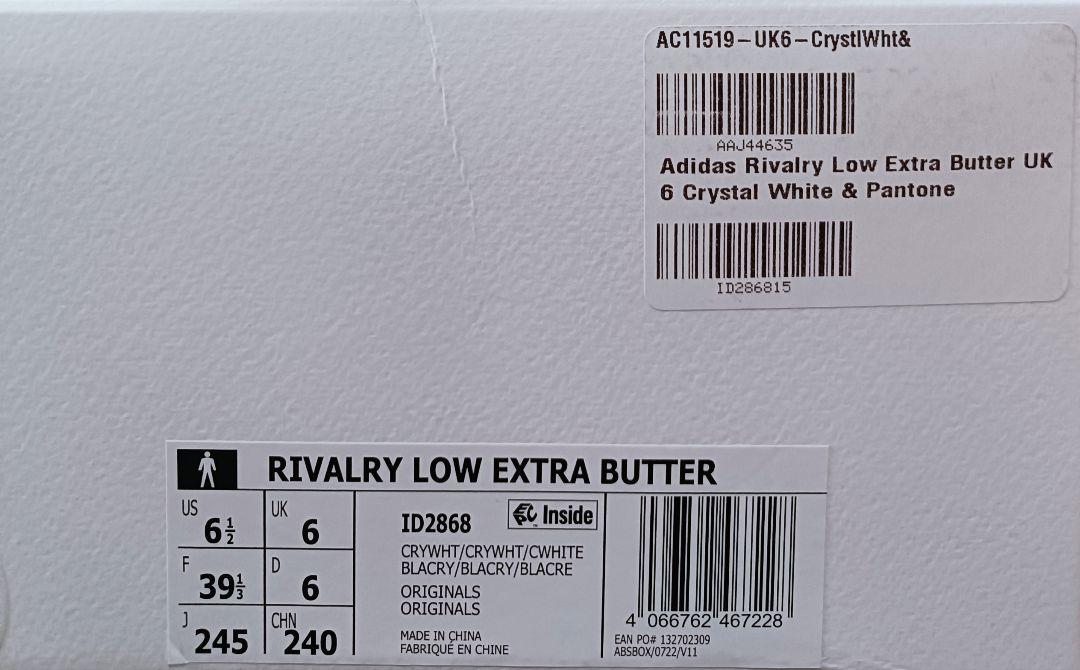 AC11519-UK6-CrystlWht&
AAJ44635
Adidas Rivalry Low Extra Butter UK
6 Crystal White & Pantone
ID286815
RIVALRY LOW EXTRA BUTTER
US 6½ UK 6
F 39⅓ D 6
J 245 CHN 240
ID2868
Inside
CRYWHT/CRYWHT/CWHITE
BLACRY/BLACRY/BLACRE
ORIGINALS
ORIGINALS
MADE IN CHINA
FABRIQUÉ EN CHINE
4 066762 467228
EAN PO# 132702309
ABSBOX/0722/V11